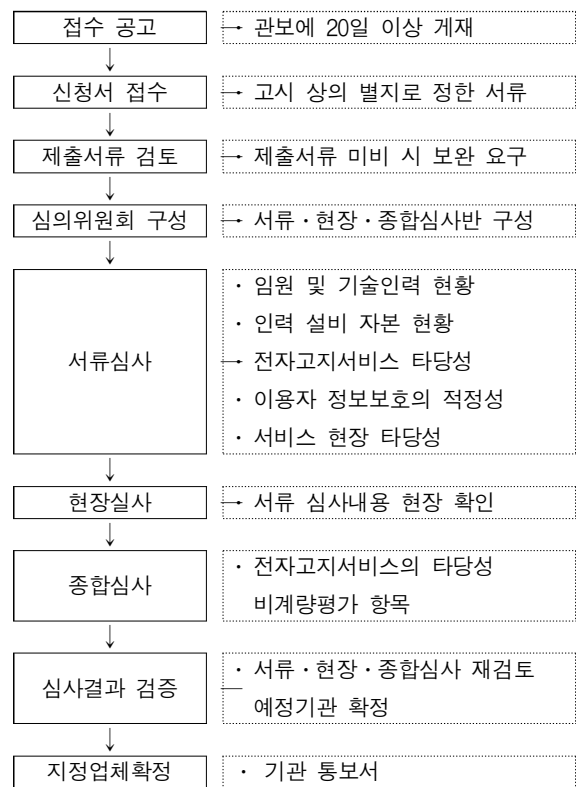 접수 공고
관보에 20일 이상 게재
신청서 접수
고시 상의 별지로 정한 서류
제출서류 검토
제출서류 미비 시 보완 요구
심의위원회 구성
서류·현장·종합심사반 구성
서류심사
· 임원 및 기술인력 현황
· 인력 설비 자본 현황
전자고지서비스 타당성
· 이용자 정보보호의 적정성
· 서비스 현장 타당성
현장실사
서류 심사내용 현장 확인
종합심사
· 전자고지서비스의 타당성
비계량평가 항목
심사결과 검증
· 서류·현장·종합심사 재검토
예정기관 확정
지정업체확정
· 기관 통보서